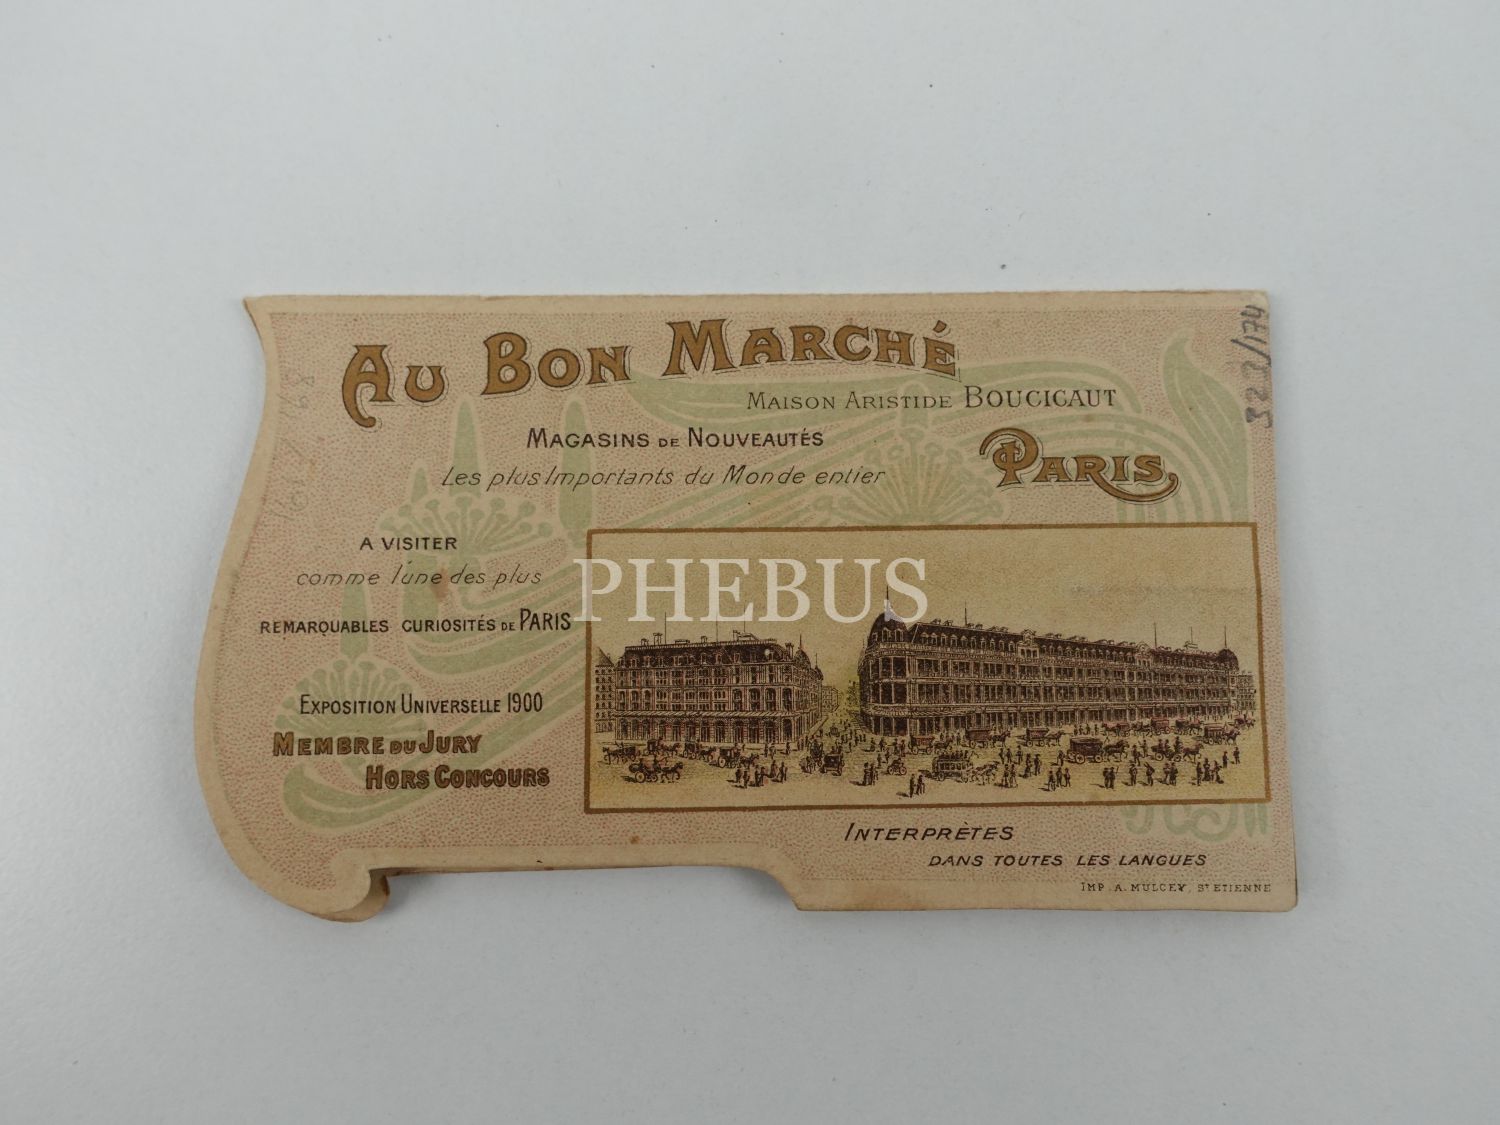 AU BON MARCHÉ
MAISON ARISTIDE BOUCICAUT
MAGASINS DE NOUVEAUTÉS
Les plus Importants du Monde entier
PARIS
A VISITER
comme l'une des plus
REMARQUABLES CURIOSITÉS DE PARIS
EXPOSITION UNIVERSELLE 1900
MEMBRE DU JURY
HORS CONCOURS
INTERPRÈTES
DANS TOUTES LES LANGUES
IMP. A. MULCEY, ST ETIENNE
322/174
PHEBUS